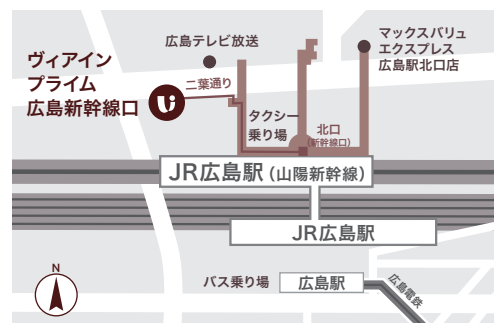 広島テレビ放送
マックスバリュ
エクスプレス
広島駅北口店
ヴィアイン
プライム
広島新幹線口
二葉通り
タクシー
乗り場
北口
(新幹線口)
JR広島駅(山陽新幹線)
JR広島駅
バス乗り場
広島駅
広島電鉄
N